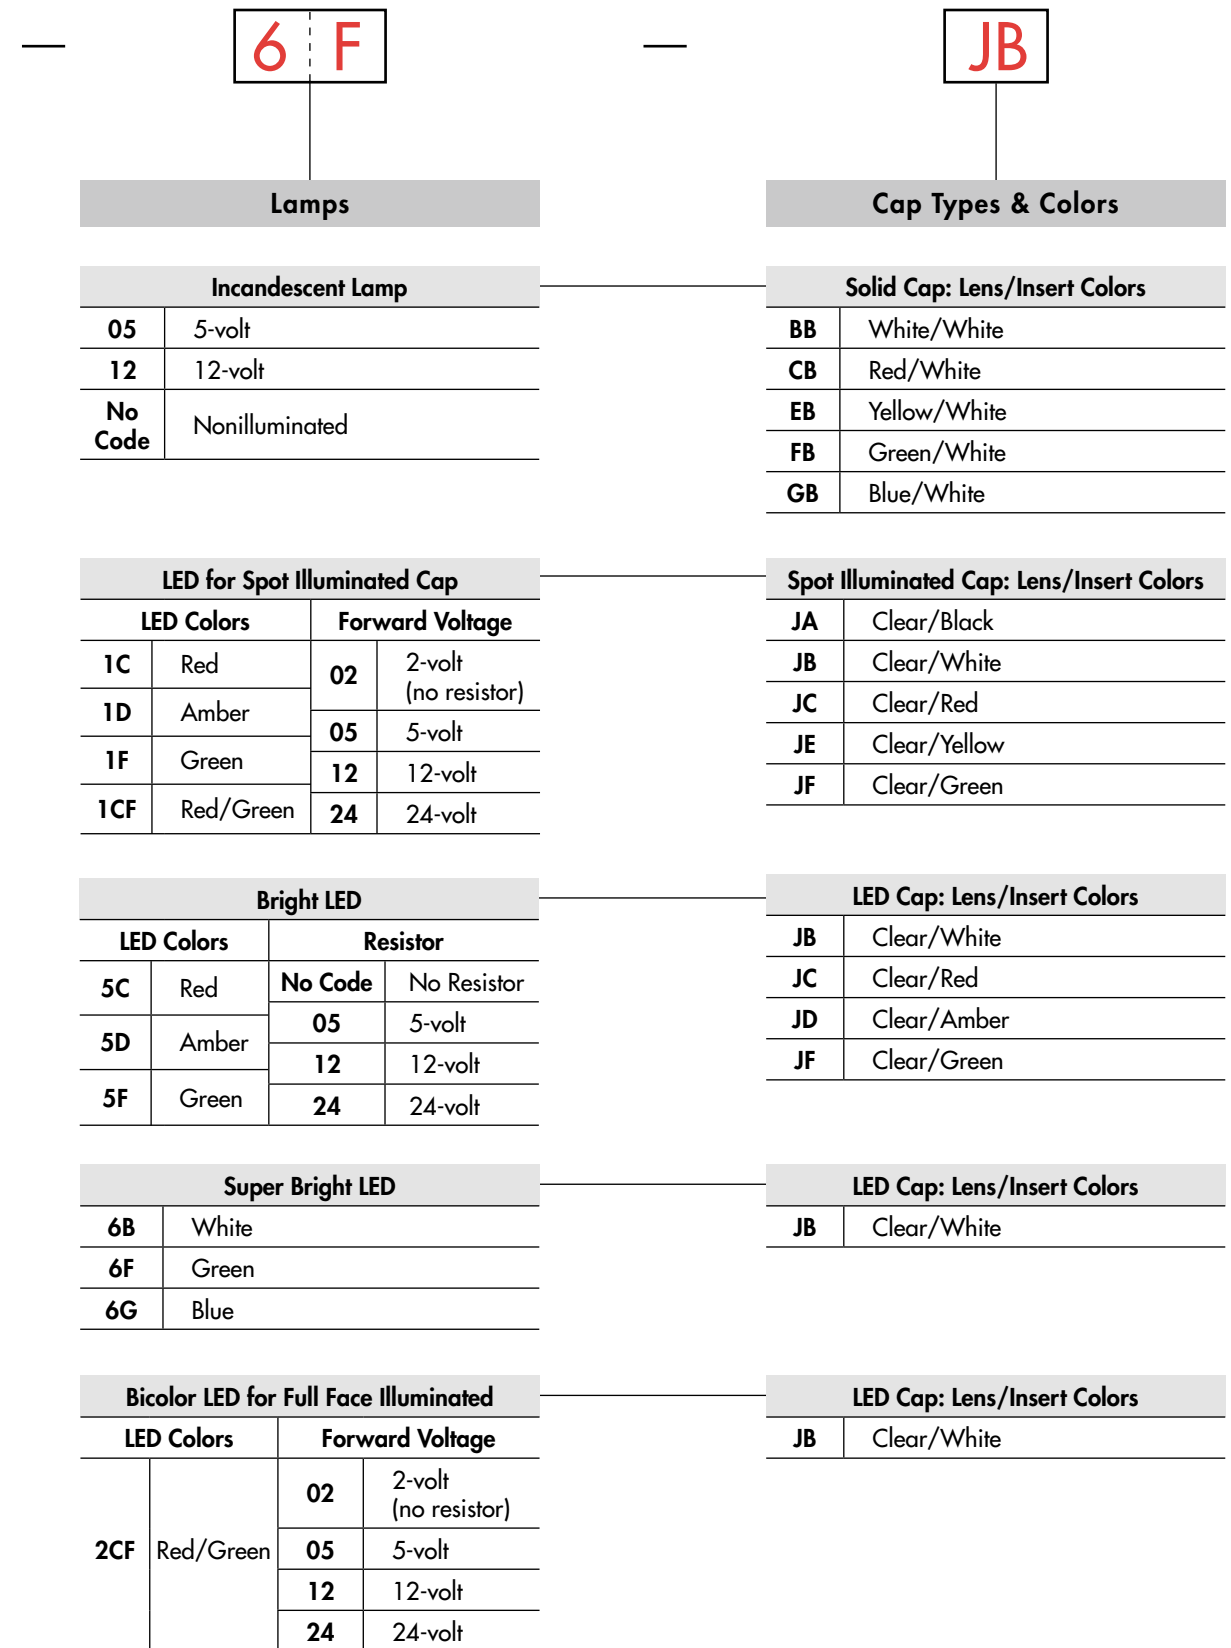 — 6 F — JB
Lamps
Cap Types & Colors
Incandescent Lamp
05 5-volt
12 12-volt
No Code Nonilluminated
Solid Cap: Lens/Insert Colors
BB White/White
CB Red/White
EB Yellow/White
FB Green/White
GB Blue/White
LED for Spot Illuminated Cap
LED Colors Forward Voltage
1C Red
1D Amber
1F Green
1CF Red/Green
02 2-volt
(no resistor)
05 5-volt
12 12-volt
24 24-volt
Spot Illuminated Cap: Lens/Insert Colors
JA Clear/Black
JB Clear/White
JC Clear/Red
JE Clear/Yellow
JF Clear/Green
Bright LED
LED Colors Resistor
5C Red
5D Amber
5F Green
No Code No Resistor
05 5-volt
12 12-volt
24 24-volt
LED Cap: Lens/Insert Colors
JB Clear/White
JC Clear/Red
JD Clear/Amber
JF Clear/Green
Super Bright LED
6B White
6F Green
6G Blue
LED Cap: Lens/Insert Colors
JB Clear/White
Bicolor LED for Full Face Illuminated
LED Colors Forward Voltage
2CF Red/Green
02 2-volt
(no resistor)
05 5-volt
12 12-volt
24 24-volt
LED Cap: Lens/Insert Colors
JB Clear/White